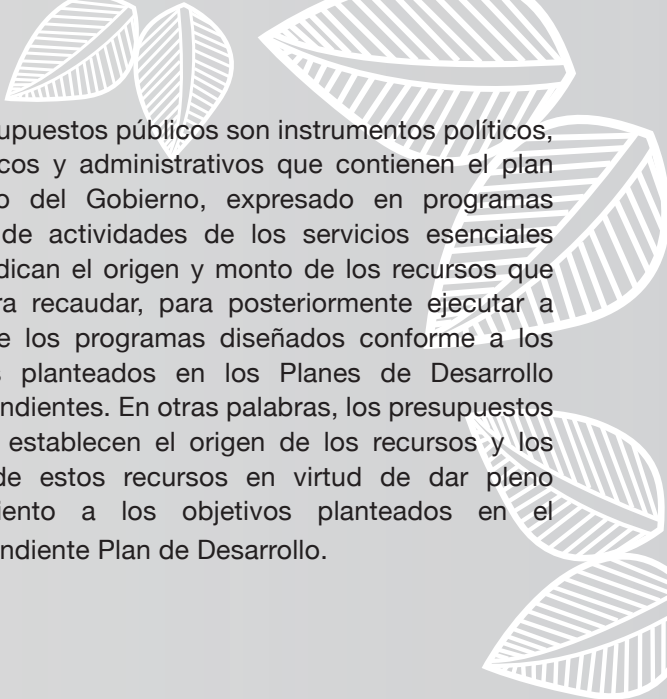 upuestos públicos son instrumentos políticos,
cos y administrativos que contienen el plan
o del Gobierno, expresado en programas
de actividades de los servicios esenciales
dican el origen y monto de los recursos que
ra recaudar, para posteriormente ejecutar a
e los programas diseñados conforme a los
s planteados en los Planes de Desarrollo
ndientes. En otras palabras, los presupuestos
establecen el origen de los recursos y los
de estos recursos en virtud de dar pleno
iento a los objetivos planteados en el
ndiente Plan de Desarrollo.